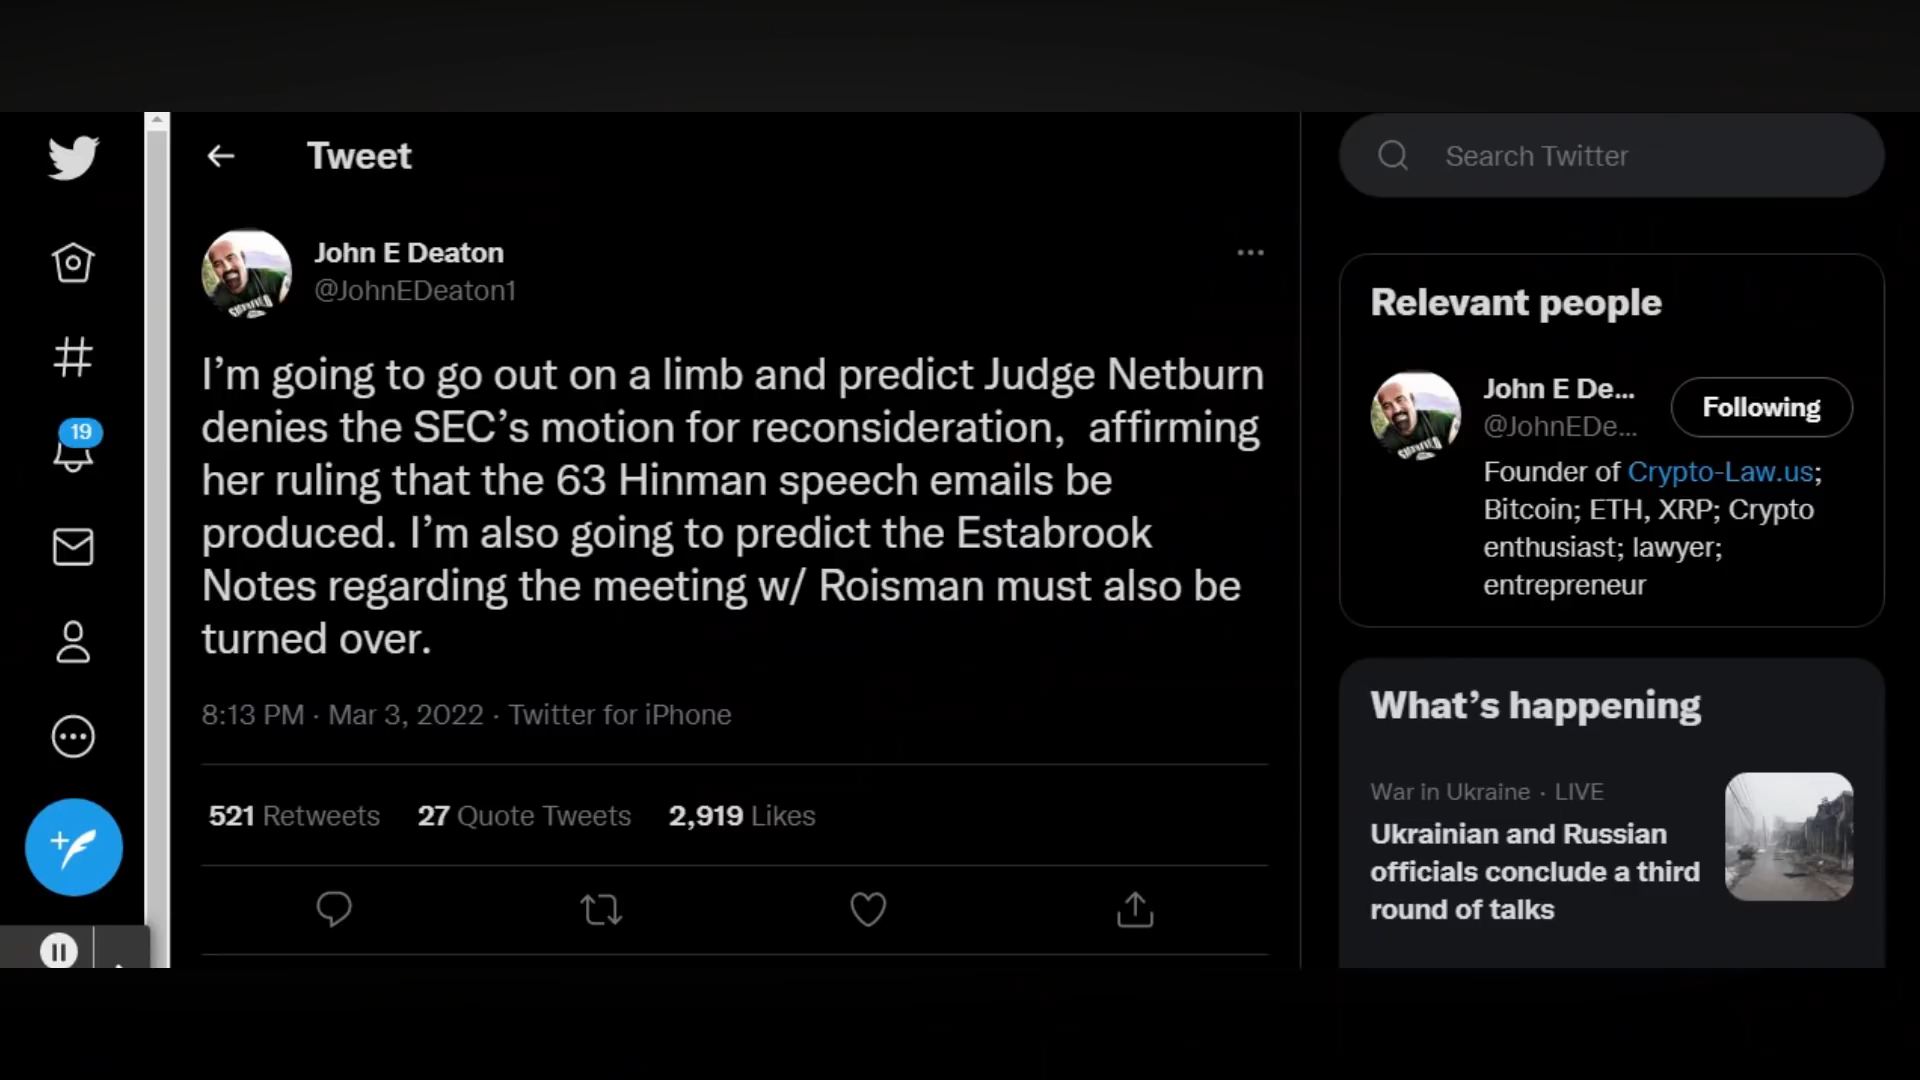 Tweet
Search Twitter
John E Deaton
@JohnEDeaton1
I’m going to go out on a limb and predict Judge Netburn
denies the SEC’s motion for reconsideration,  affirming
her ruling that the 63 Hinman speech emails be
produced. I’m also going to predict the Estabrook
Notes regarding the meeting w/ Roisman must also be
turned over.
8:13 PM · Mar 3, 2022 · Twitter for iPhone
521 Retweets 27 Quote Tweets 2,919 Likes
19
Relevant people
John E De...
@JohnEDe...
Following
Founder of Crypto-Law.us;
Bitcoin; ETH, XRP; Crypto
enthusiast; lawyer;
entrepreneur
What’s happening
War in Ukraine · LIVE
Ukrainian and Russian
officials conclude a third
round of talks